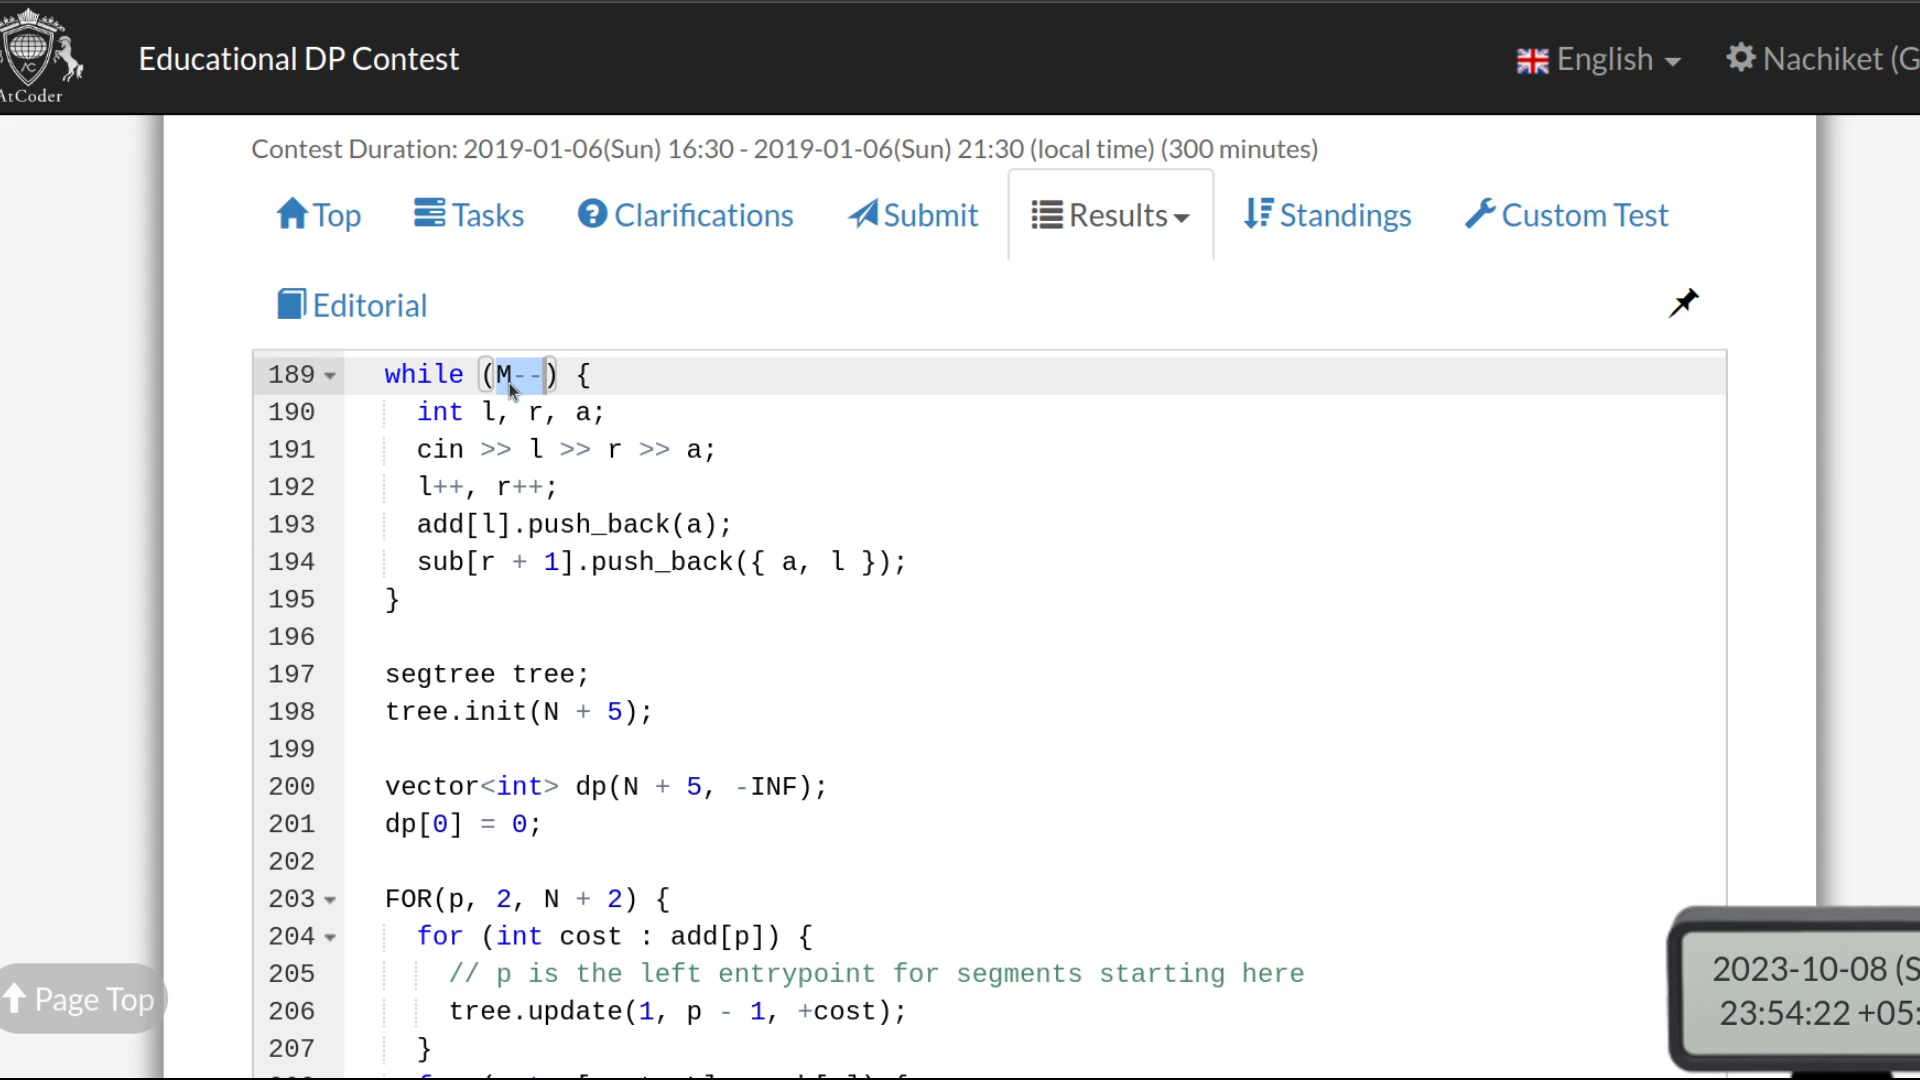 AtCoder
Educational DP Contest
English
Nachiket (G
Contest Duration: 2019-01-06(Sun) 16:30 - 2019-01-06(Sun) 21:30 (local time) (300 minutes)
Top Tasks Clarifications Submit Results Standings Custom Test
Editorial
189 while (M--) {
190 int l, r, a;
191 cin >> l >> r >> a;
192 l++, r++;
193 add[l].push_back(a);
194 sub[r + 1].push_back({ a, l });
195 }
196
197 segtree tree;
198 tree.init(N + 5);
199
200 vector<int> dp(N + 5, -INF);
201 dp[0] = 0;
202
203 FOR(p, 2, N + 2) {
204 for (int cost : add[p]) {
205 // p is the left entrypoint for segments starting here
206 tree.update(1, p - 1, +cost);
207 }
Page Top
2023-10-08 (S
23:54:22 +05: